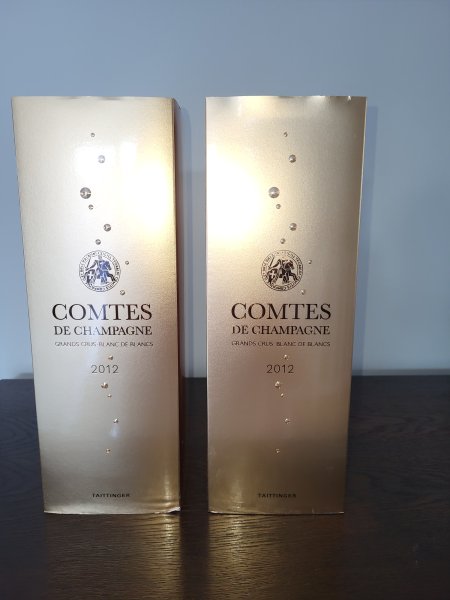 COMTES
DE CHAMPAGNE
GRANDS CRUS BLANC DE BLANCS
2012
TAITTINGER
COMTES
DE CHAMPAGNE
GRANDS CRUS BLANC DE BLANCS
2012
TAITTINGER